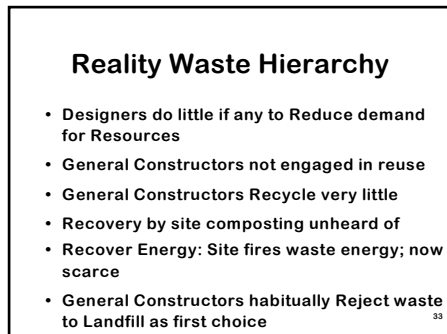 Reality Waste Hierarchy
• Designers do little if any to Reduce demand
for Resources
• General Constructors not engaged in reuse
• General Constructors Recycle very little
• Recovery by site composting unheard of
• Recover Energy: Site fires waste energy; now
scarce
• General Constructors habitually Reject waste
to Landfill as first choice
33